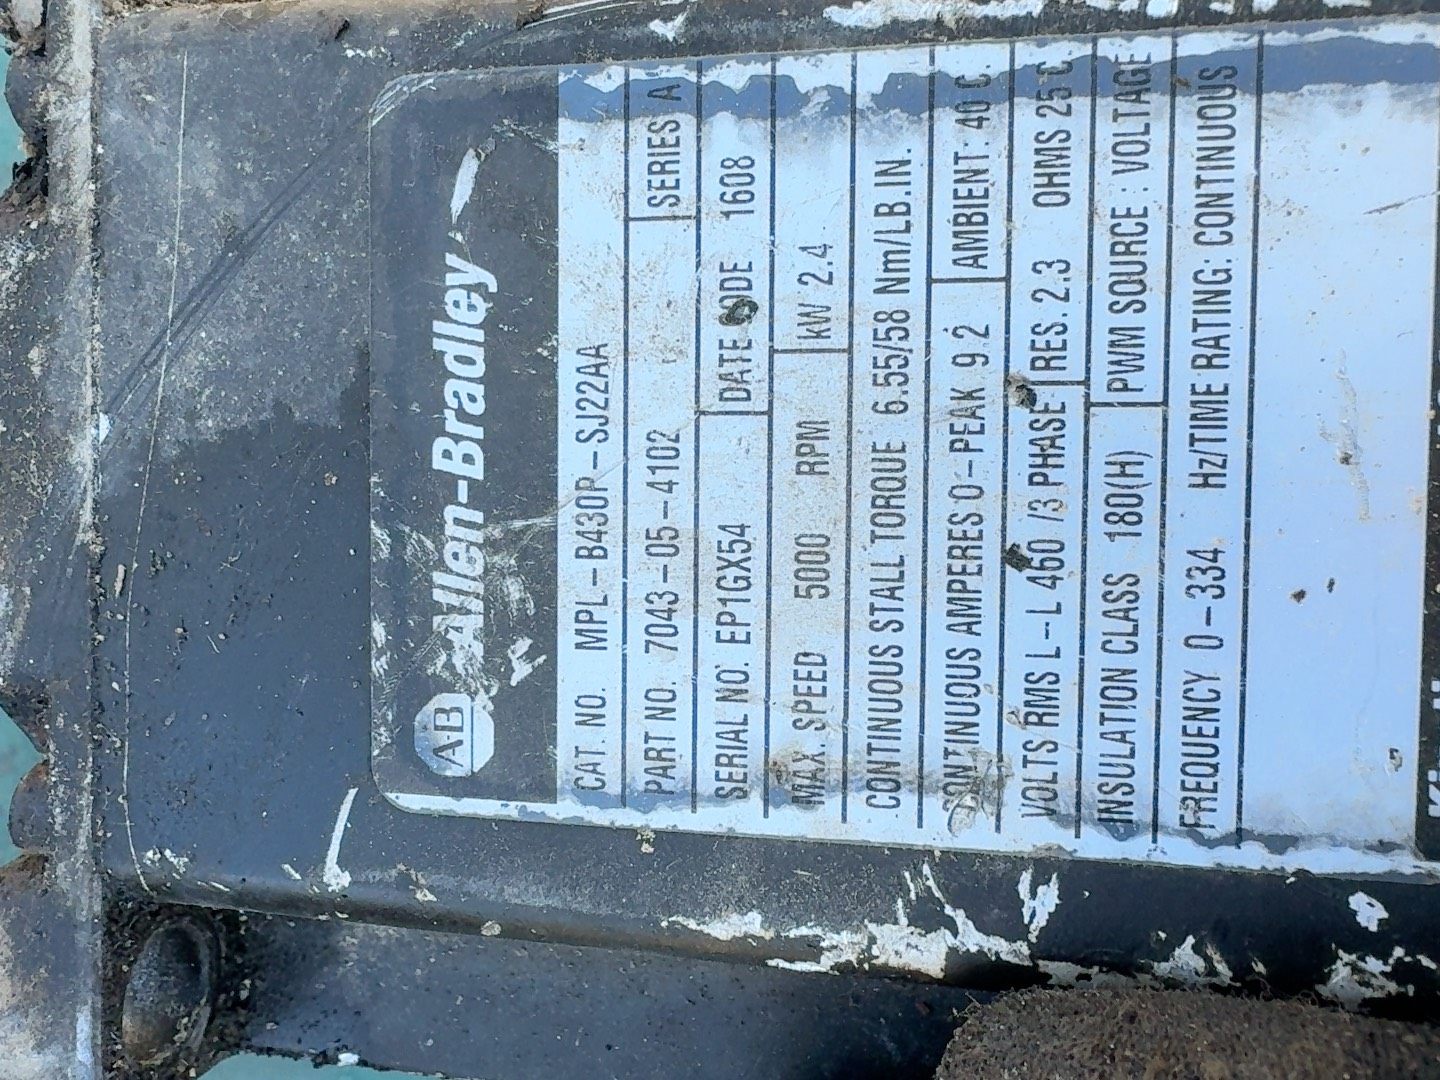 AB Allen-Bradley
CAT. NO. MPL-B430P-SJ22AA
PART NO. 7043-05-4102 SERIES A
SERIAL NO. EP1GX54 DATE CODE 1608
MAX. SPEED 5000 RPM kW 2.4
CONTINUOUS STALL TORQUE 6.55/58 Nm/LB.IN.
CONTINUOUS AMPERES 0-PEAK 9.2 AMBIENT. 40 C.
VOLTS RMS L-L 460 /3 PHASE RES. 2.3 OHMS 25 C
INSULATION CLASS 180(H) PWM SOURCE : VOLTAGE
FREQUENCY 0-334 Hz/TIME RATING: CONTINUOUS